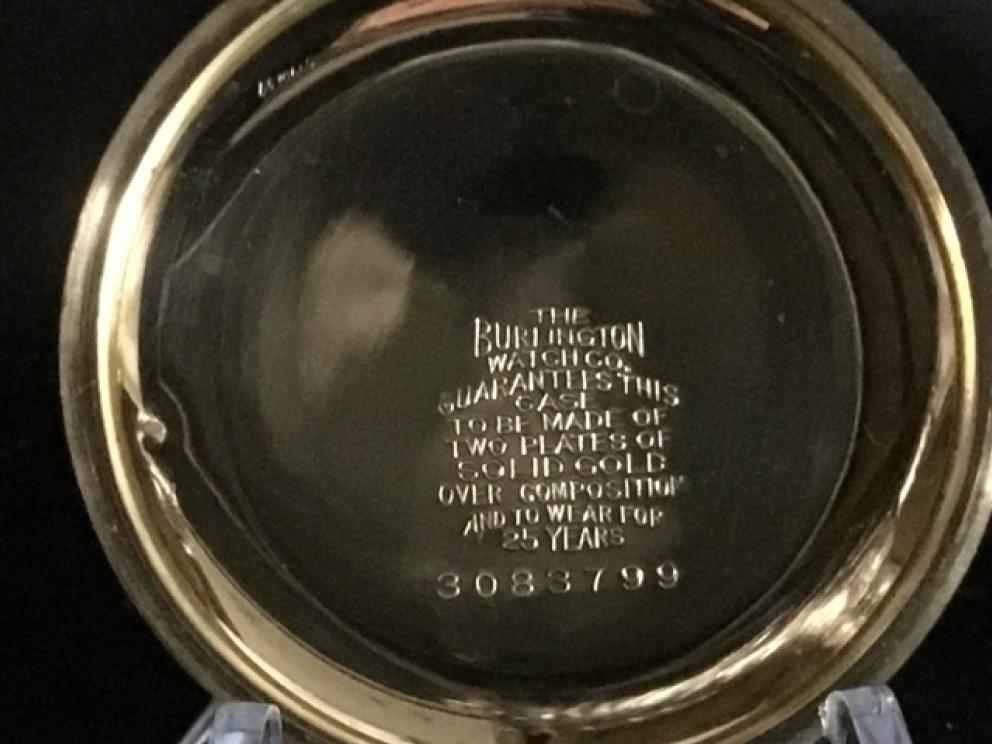 THE
BURLINGTON
WATCH CO.
GUARANTEES THIS
CASE
TO BE MADE OF
TWO PLATES OF
SOLID GOLD
OVER COMPOSITION
AND TO WEAR FOR
25 YEARS
3083799